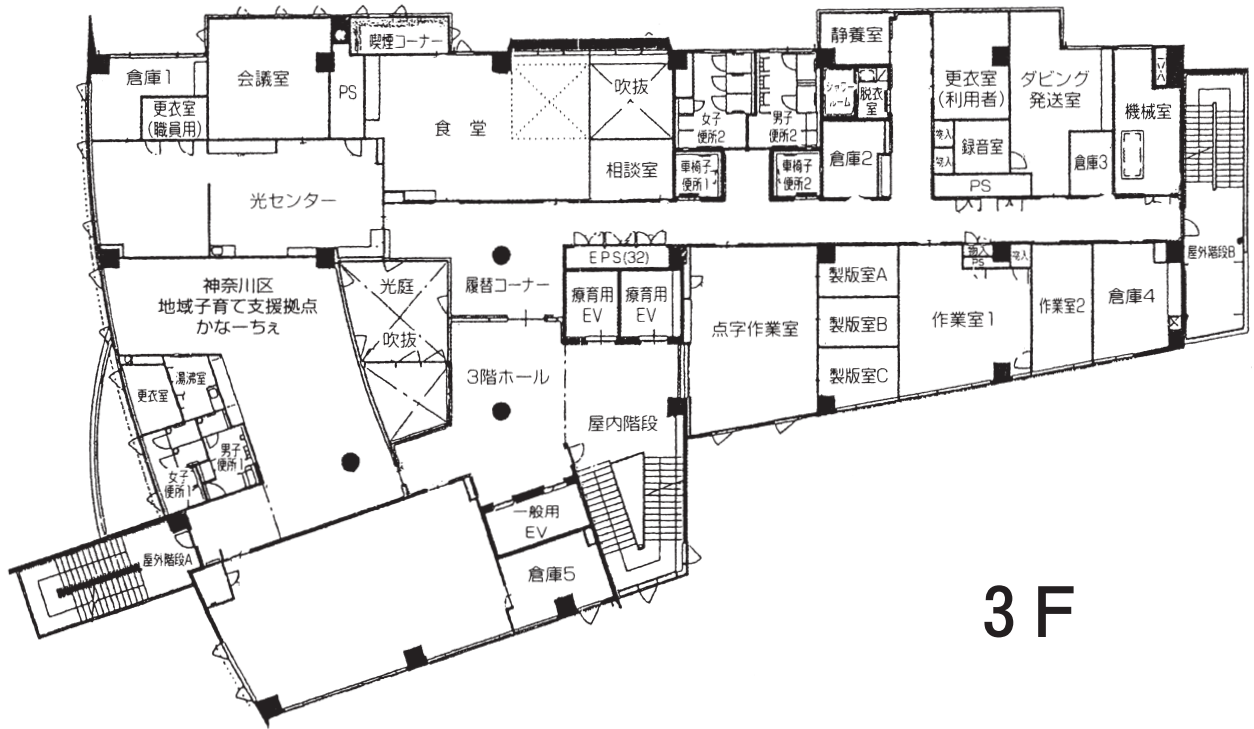 喫煙コーナー
静養室
倉庫1
会議室
PS
更衣室
(職員用)
食堂
吹抜
女子
便所2
男子
便所2
シャワー
ルーム
脱衣
室
更衣室
(利用者)
ダビング
発送室
機械室
相談室
車椅子
便所1
車椅子
便所2
倉庫2
物入
物入
録音室
倉庫3
PS
光センター
EPS(32)
物入
PS
物入
屋外階段B
神奈川区
地域子育て支援拠点
かなーちぇ
光庭
吹抜
履替コーナー
療育用
EV
療育用
EV
点字作業室
製版室A
製版室B
製版室C
作業室1
作業室2
倉庫4
更衣室
湯沸室
3階ホール
屋内階段
女子
便所1
男子
便所1
一般用
EV
屋外階段A
倉庫5
3F